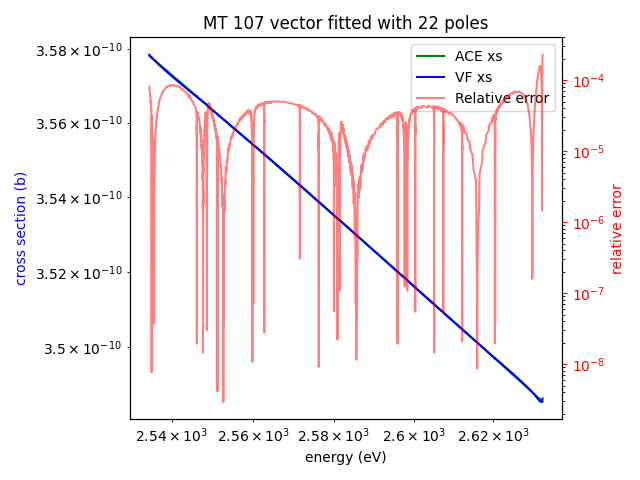 MT 107 vector fitted with 22 poles
ACE xs
VF xs
Relative error
3.58 × 10⁻¹⁰
3.56 × 10⁻¹⁰
3.54 × 10⁻¹⁰
3.52 × 10⁻¹⁰
3.5 × 10⁻¹⁰
cross section (b)
10⁻⁴
10⁻⁵
10⁻⁶
10⁻⁷
10⁻⁸
relative error
2.54 × 10³ 2.56 × 10³ 2.58 × 10³ 2.6 × 10³ 2.62 × 10³
energy (eV)